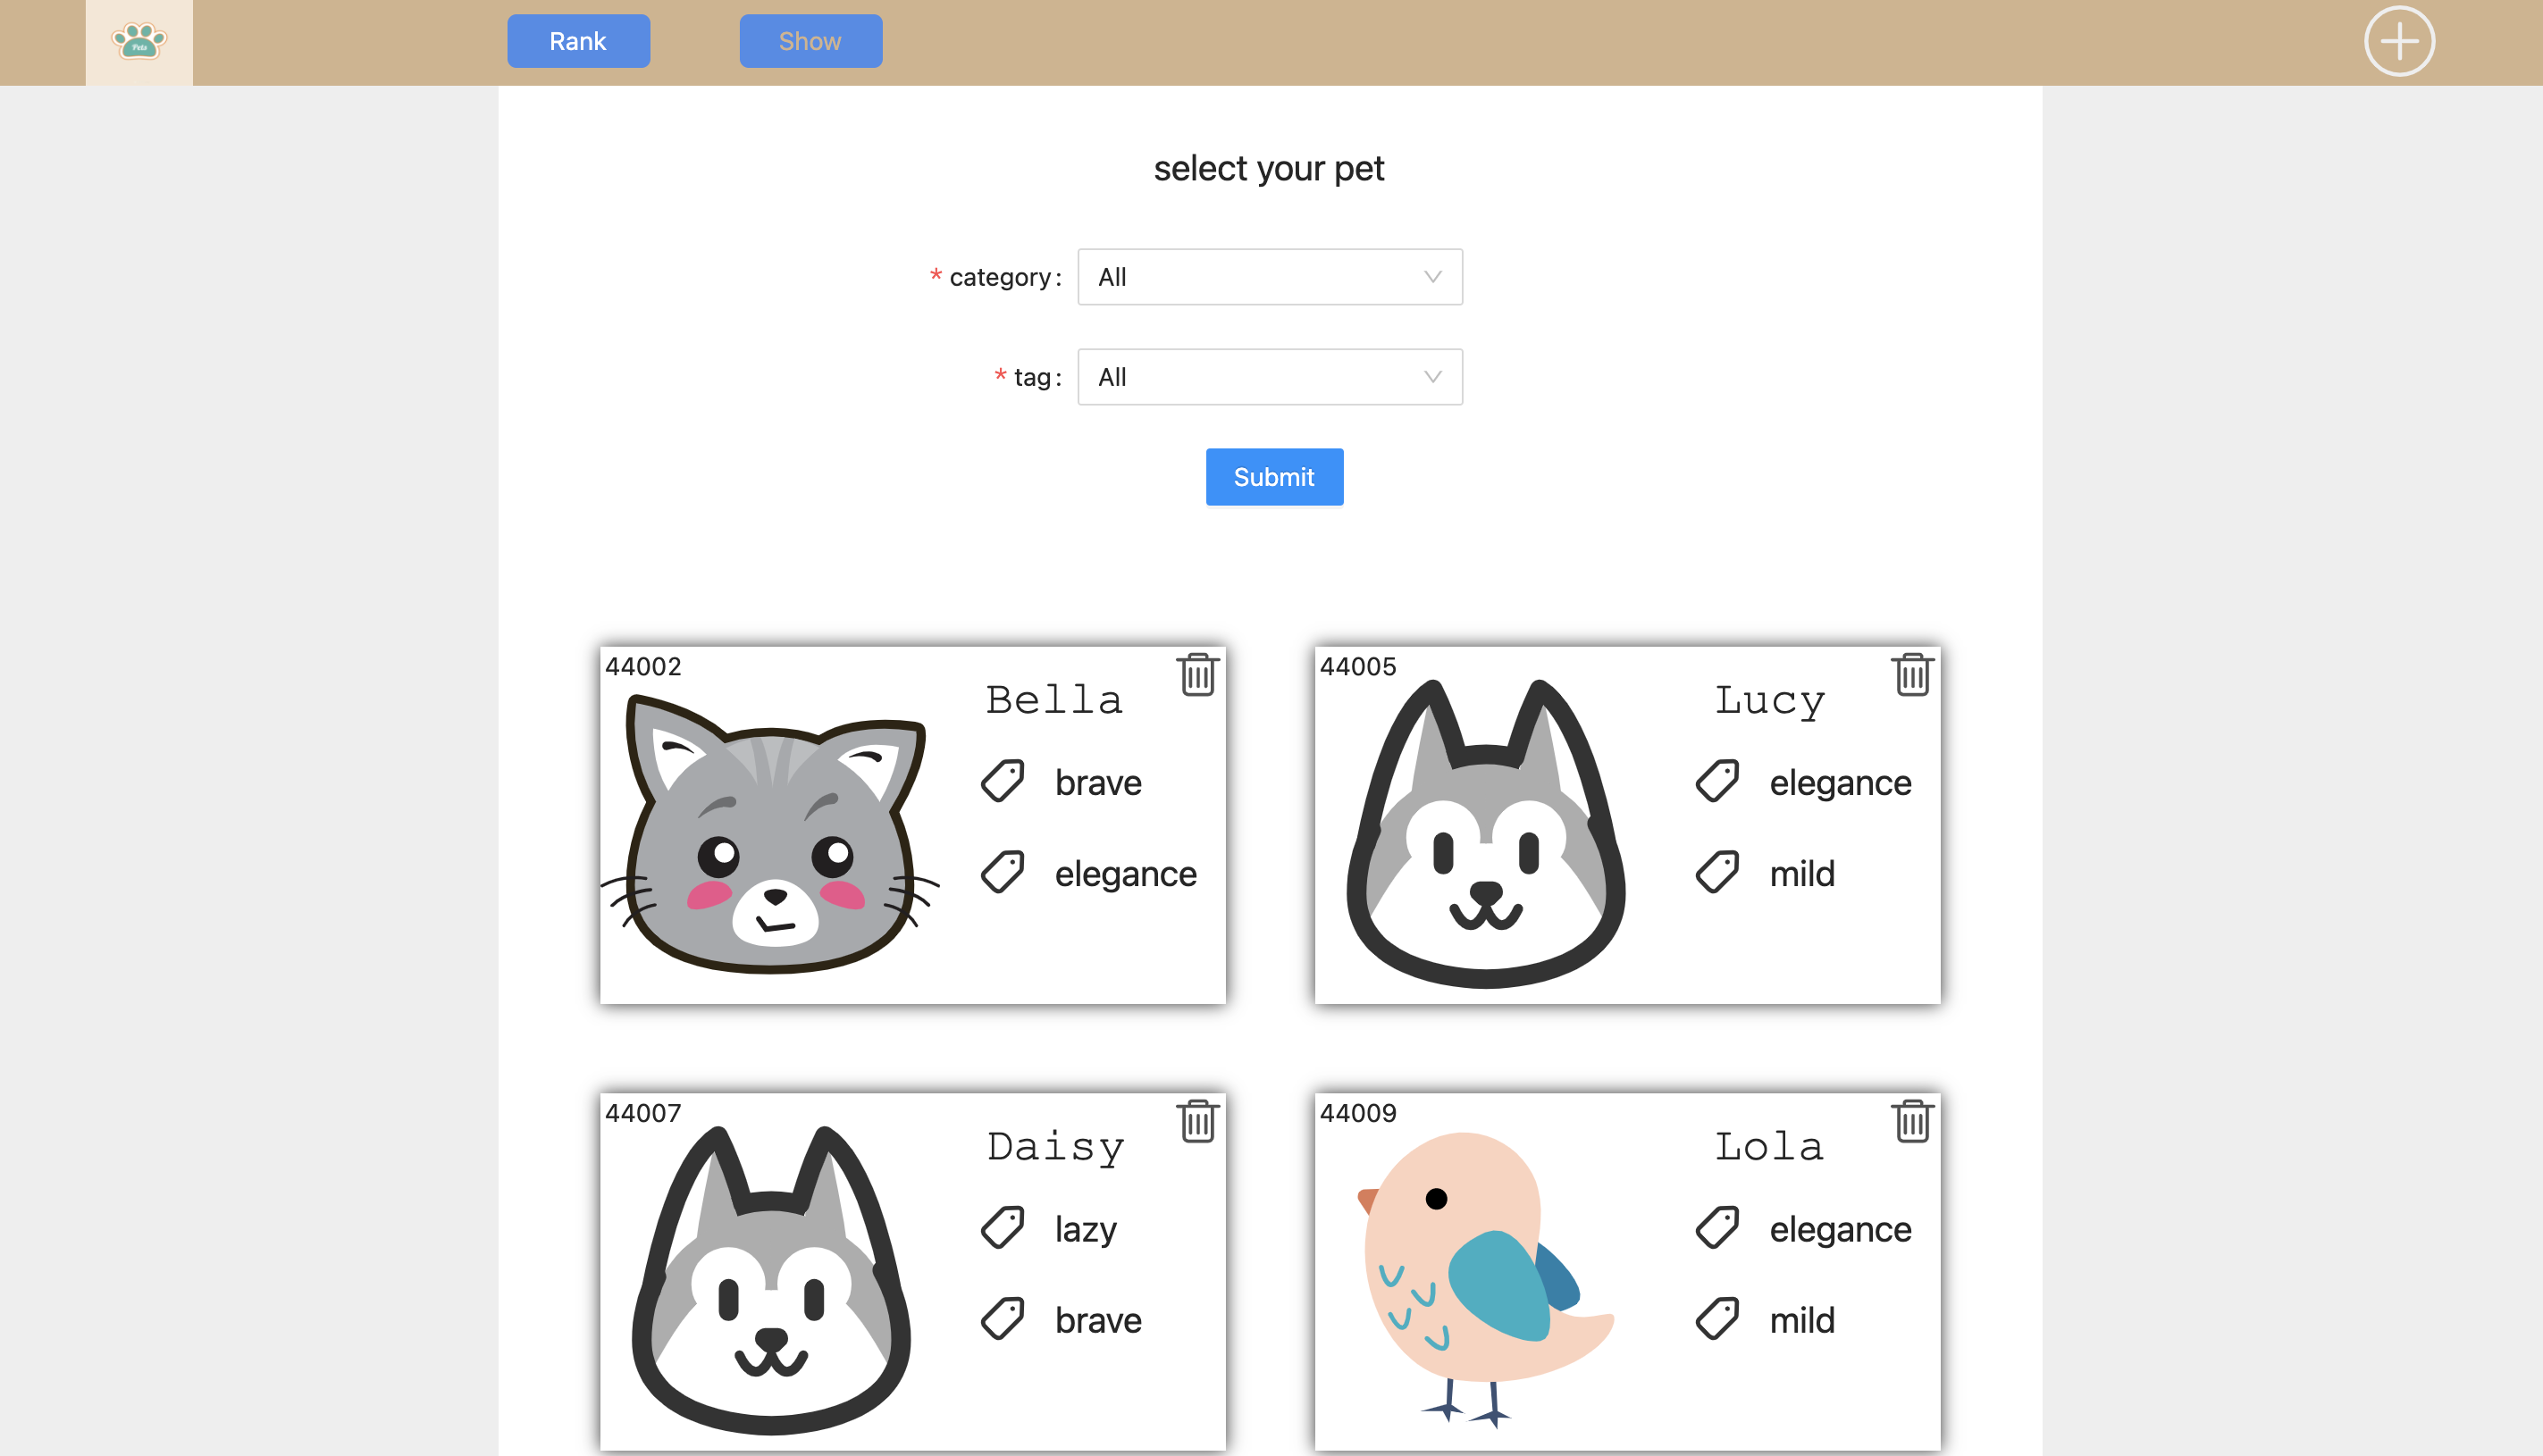 Pets
Rank
Show
select your pet
* category:
All
* tag:
All
Submit
44002
Bella
brave
elegance
44005
Lucy
elegance
mild
44007
Daisy
lazy
brave
44009
Lola
elegance
mild